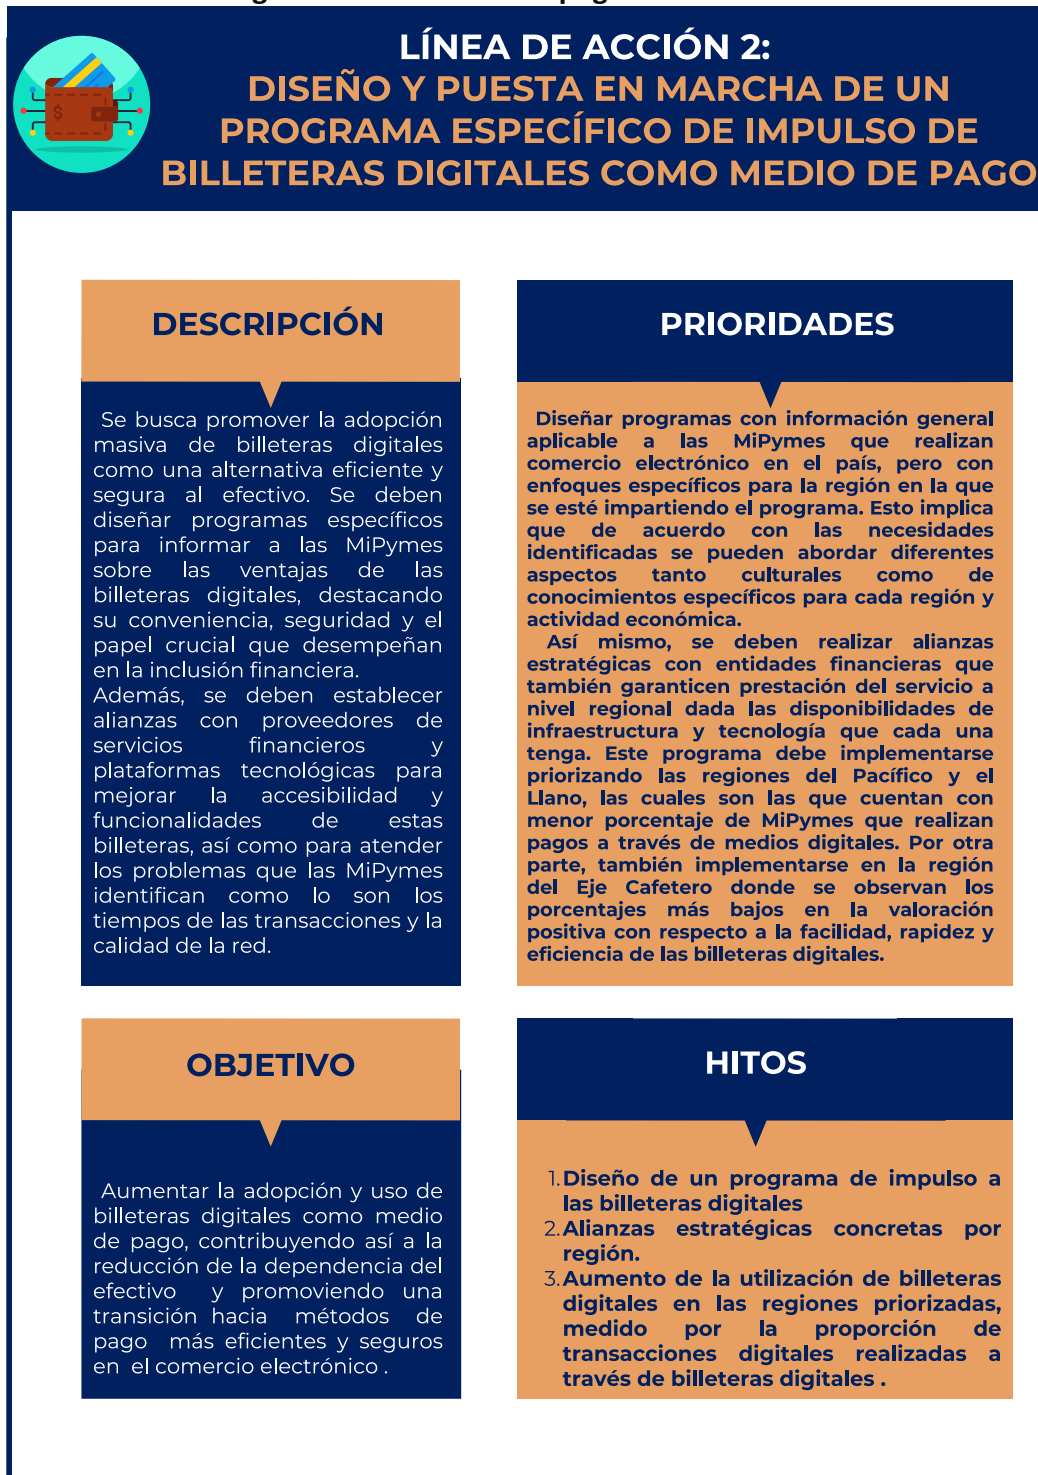 LÍNEA DE ACCIÓN 2:
DISEÑO Y PUESTA EN MARCHA DE UN
PROGRAMA ESPECÍFICO DE IMPULSO DE
BILLETERAS DIGITALES COMO MEDIO DE PAGO
$
DESCRIPCIÓN
Se busca promover la adopción
masiva de billeteras digitales
como una alternativa eficiente y
segura al efectivo. Se deben
diseñar programas específicos
para informar a las MiPymes
sobre las ventajas de las
billeteras digitales, destacando
su conveniencia, seguridad y el
papel crucial que desempeñan
en la inclusión financiera.
Además, se deben establecer
alianzas con proveedores de
servicios financieros y
plataformas tecnológicas para
mejorar la accesibilidad y
funcionalidades de estas
billeteras, así como para atender
los problemas que las MiPymes
identifican como lo son los
tiempos de las transacciones y la
calidad de la red.
PRIORIDADES
Diseñar programas con información general
aplicable a las MiPymes que realizan
comercio electrónico en el país, pero con
enfoques específicos para la región en la que
se esté impartiendo el programa. Esto implica
que de acuerdo con las necesidades
identificadas se pueden abordar diferentes
aspectos tanto culturales como de
conocimientos específicos para cada región y
actividad económica.
Así mismo, se deben realizar alianzas
estratégicas con entidades financieras que
también garanticen prestación del servicio a
nivel regional dada las disponibilidades de
infraestructura y tecnología que cada una
tenga. Este programa debe implementarse
priorizando las regiones del Pacífico y el
Llano, las cuales son las que cuentan con
menor porcentaje de MiPymes que realizan
pagos a través de medios digitales. Por otra
parte, también implementarse en la región
del Eje Cafetero donde se observan los
porcentajes más bajos en la valoración
positiva con respecto a la facilidad, rapidez y
eficiencia de las billeteras digitales.
OBJETIVO
Aumentar la adopción y uso de
billeteras digitales como medio
de pago, contribuyendo así a la
reducción de la dependencia del
efectivo y promoviendo una
transición hacia métodos de
pago más eficientes y seguros
en el comercio electrónico .
HITOS
1. Diseño de un programa de impulso a
las billeteras digitales
2. Alianzas estratégicas concretas por
región.
3. Aumento de la utilización de billeteras
digitales en las regiones priorizadas,
medido por la proporción de
transacciones digitales realizadas a
través de billeteras digitales .